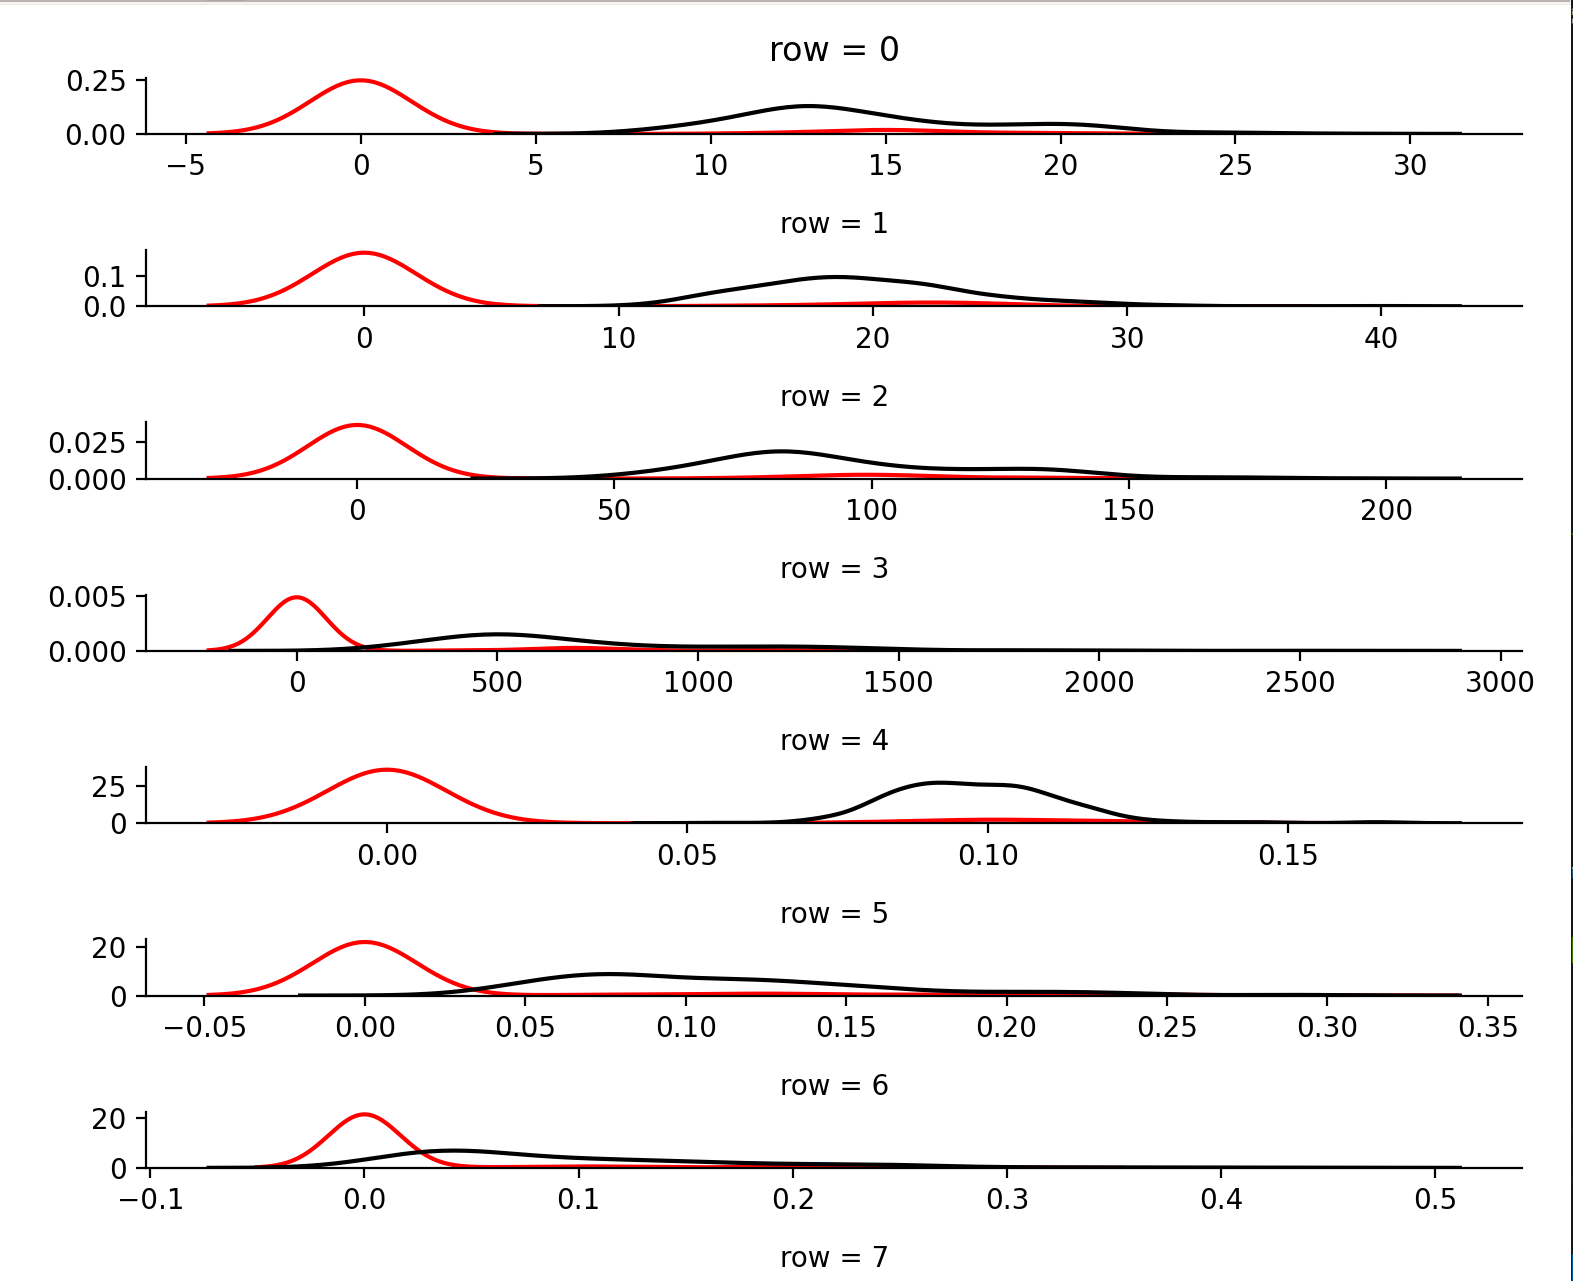 row = 0
0.25
0.00
−5 0 5 10 15 20 25 30
row = 1
0.1
0.0
0 10 20 30 40
row = 2
0.025
0.000
0 50 100 150 200
row = 3
0.005
0.000
0 500 1000 1500 2000 2500 3000
row = 4
25
0
0.00 0.05 0.10 0.15
row = 5
20
0
−0.05 0.00 0.05 0.10 0.15 0.20 0.25 0.30 0.35
row = 6
20
0
−0.1 0.0 0.1 0.2 0.3 0.4 0.5
row = 7